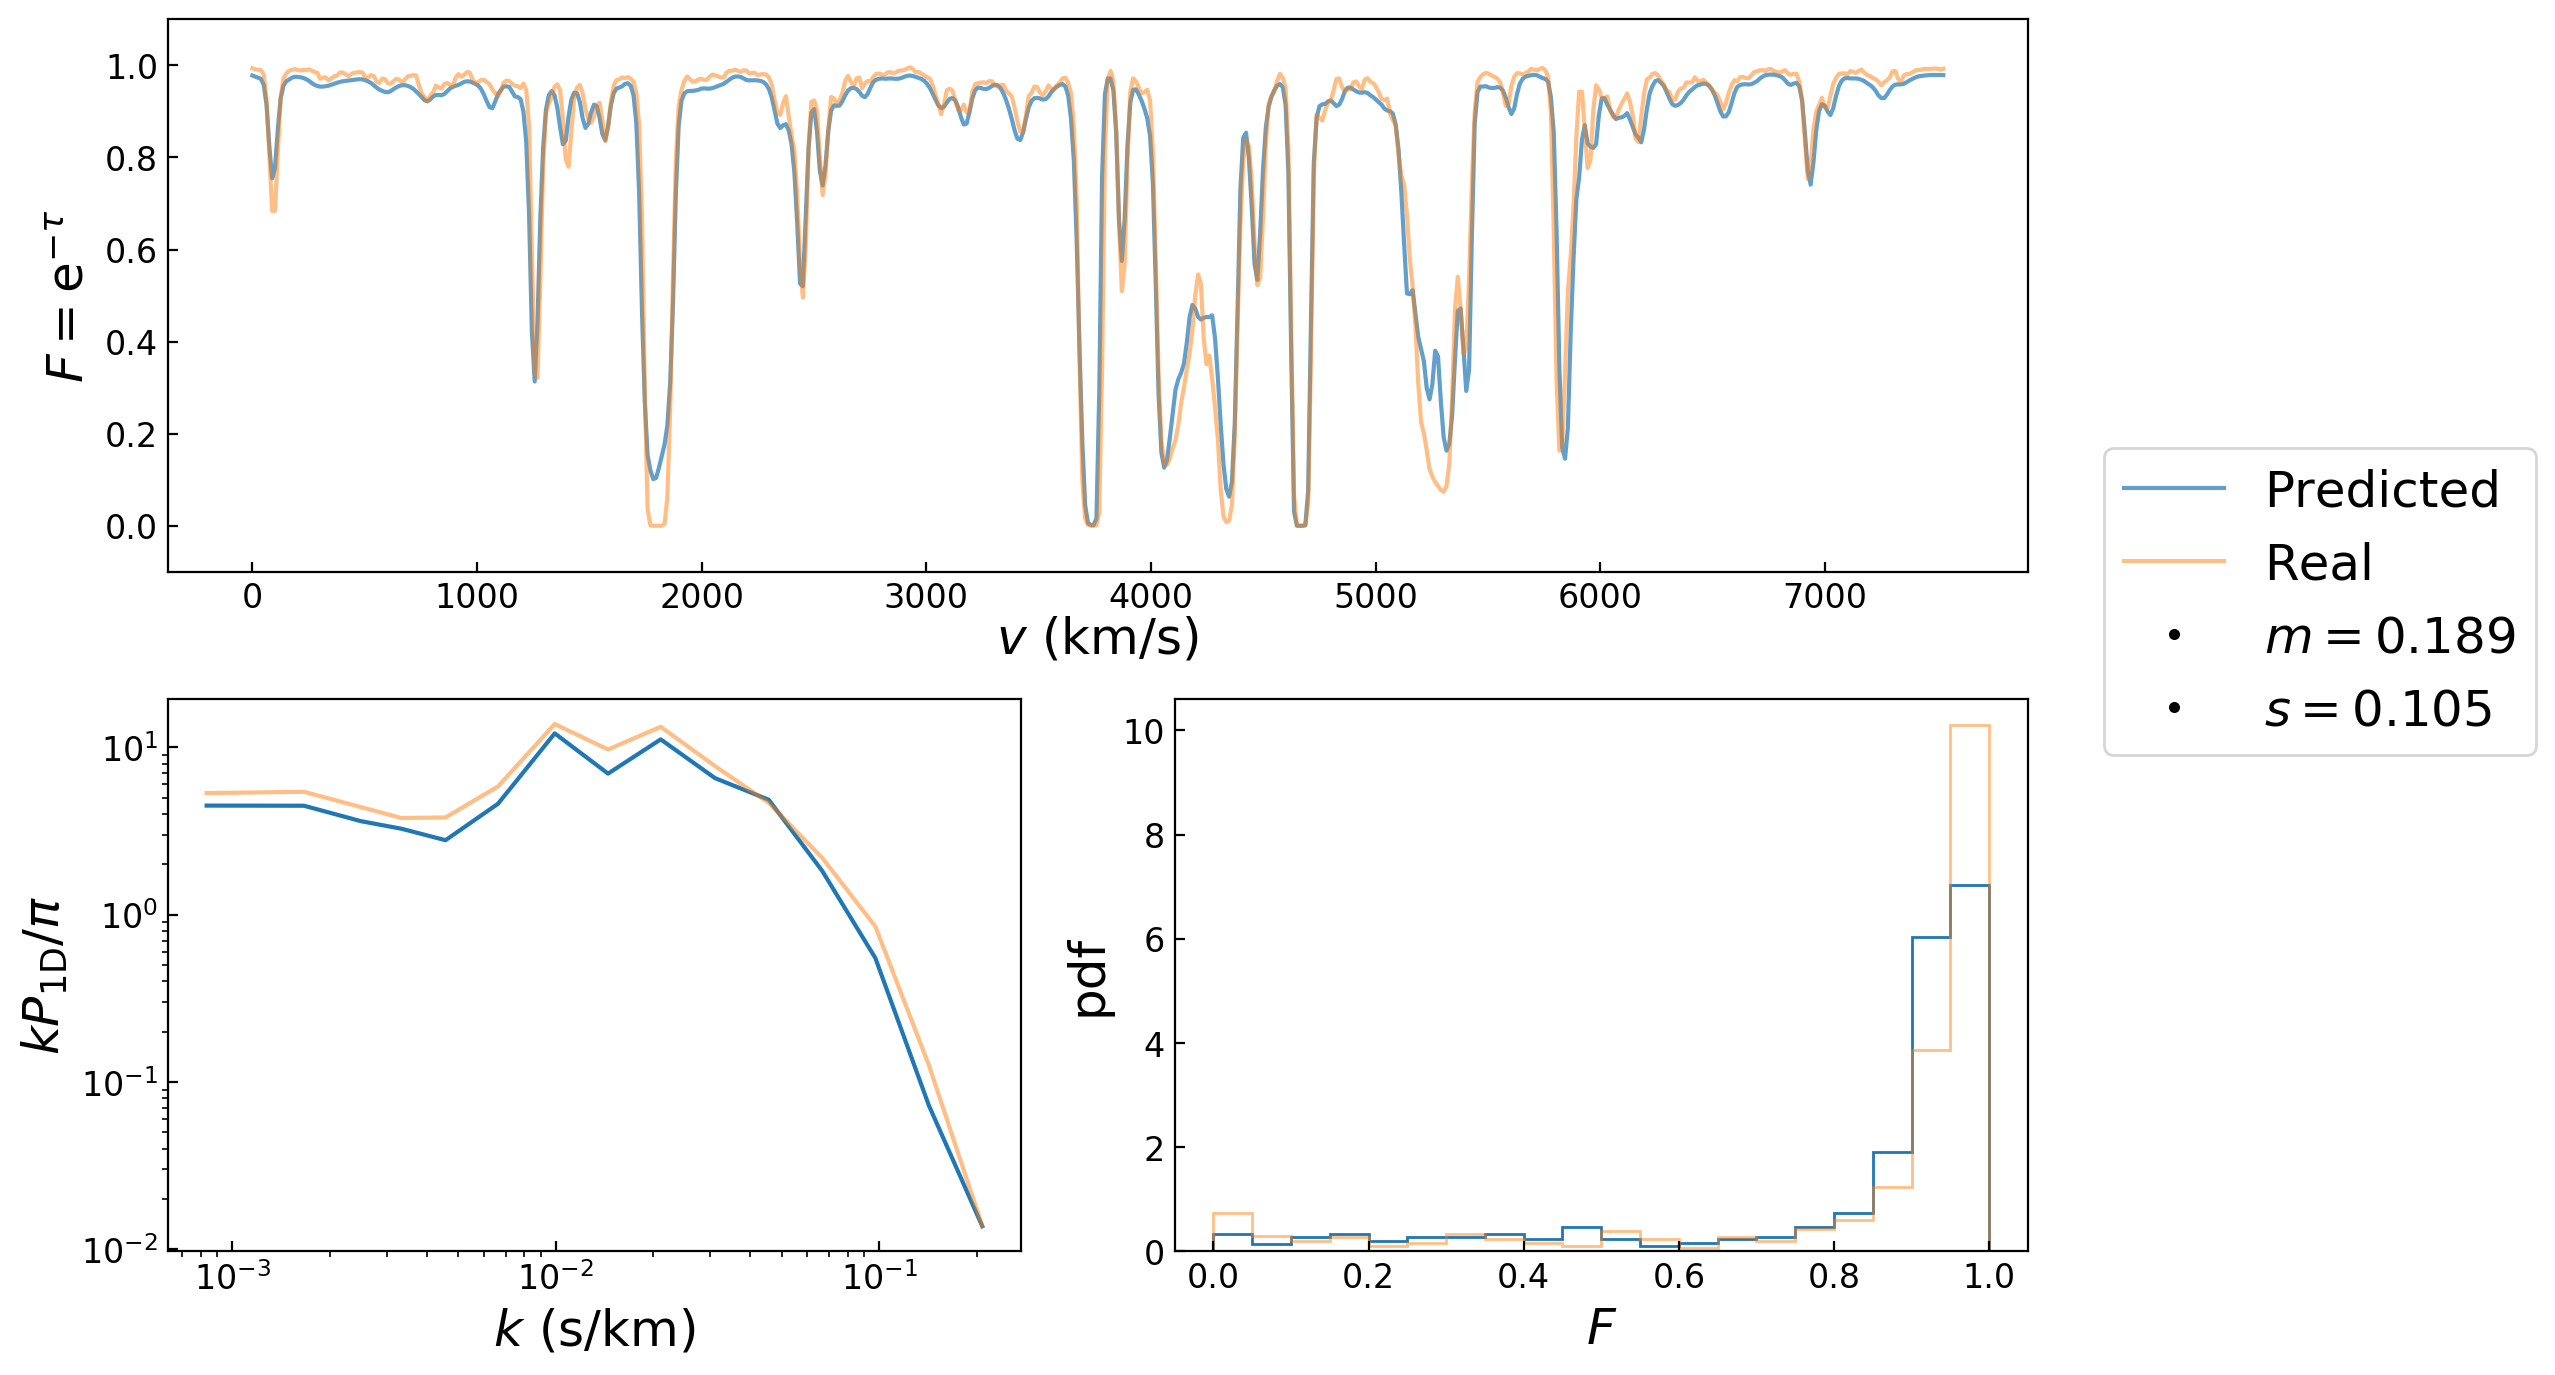 1.0
0.8
0.6
0.4
0.2
0.0
F = e^{−τ}
0 1000 2000 3000 4000 5000 6000 7000
v (km/s)
Predicted
Real
m = 0.189
s = 0.105
10^1
10^0
10^{−1}
10^{−2}
kP_{1D}/π
10^{−3} 10^{−2} 10^{−1}
k (s/km)
10
8
6
4
2
0
pdf
0.0 0.2 0.4 0.6 0.8 1.0
F